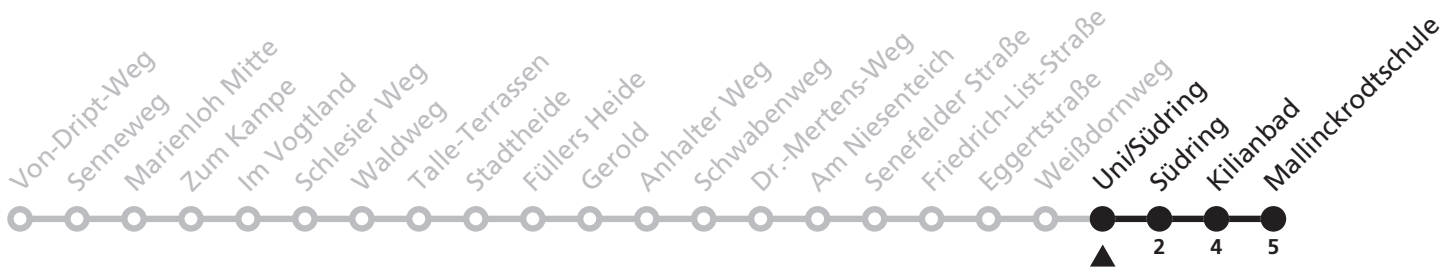 Von-Dript-Weg
Senneweg
Marienloh Mitte
Zum Kampe
Im Vogtland
Schlesier Weg
Waldweg
Talle-Terrassen
Stadtheide
Füllers Heide
Gerold
Anhalter Weg
Schwabenweg
Dr.-Mertens-Weg
Am Niesenteich
Senefelder Straße
Friedrich-List-Straße
Eggertstraße
Weißdornweg
Uni/Südring
Südring
Kilianbad
Mallinckrodtschule
2 4 5